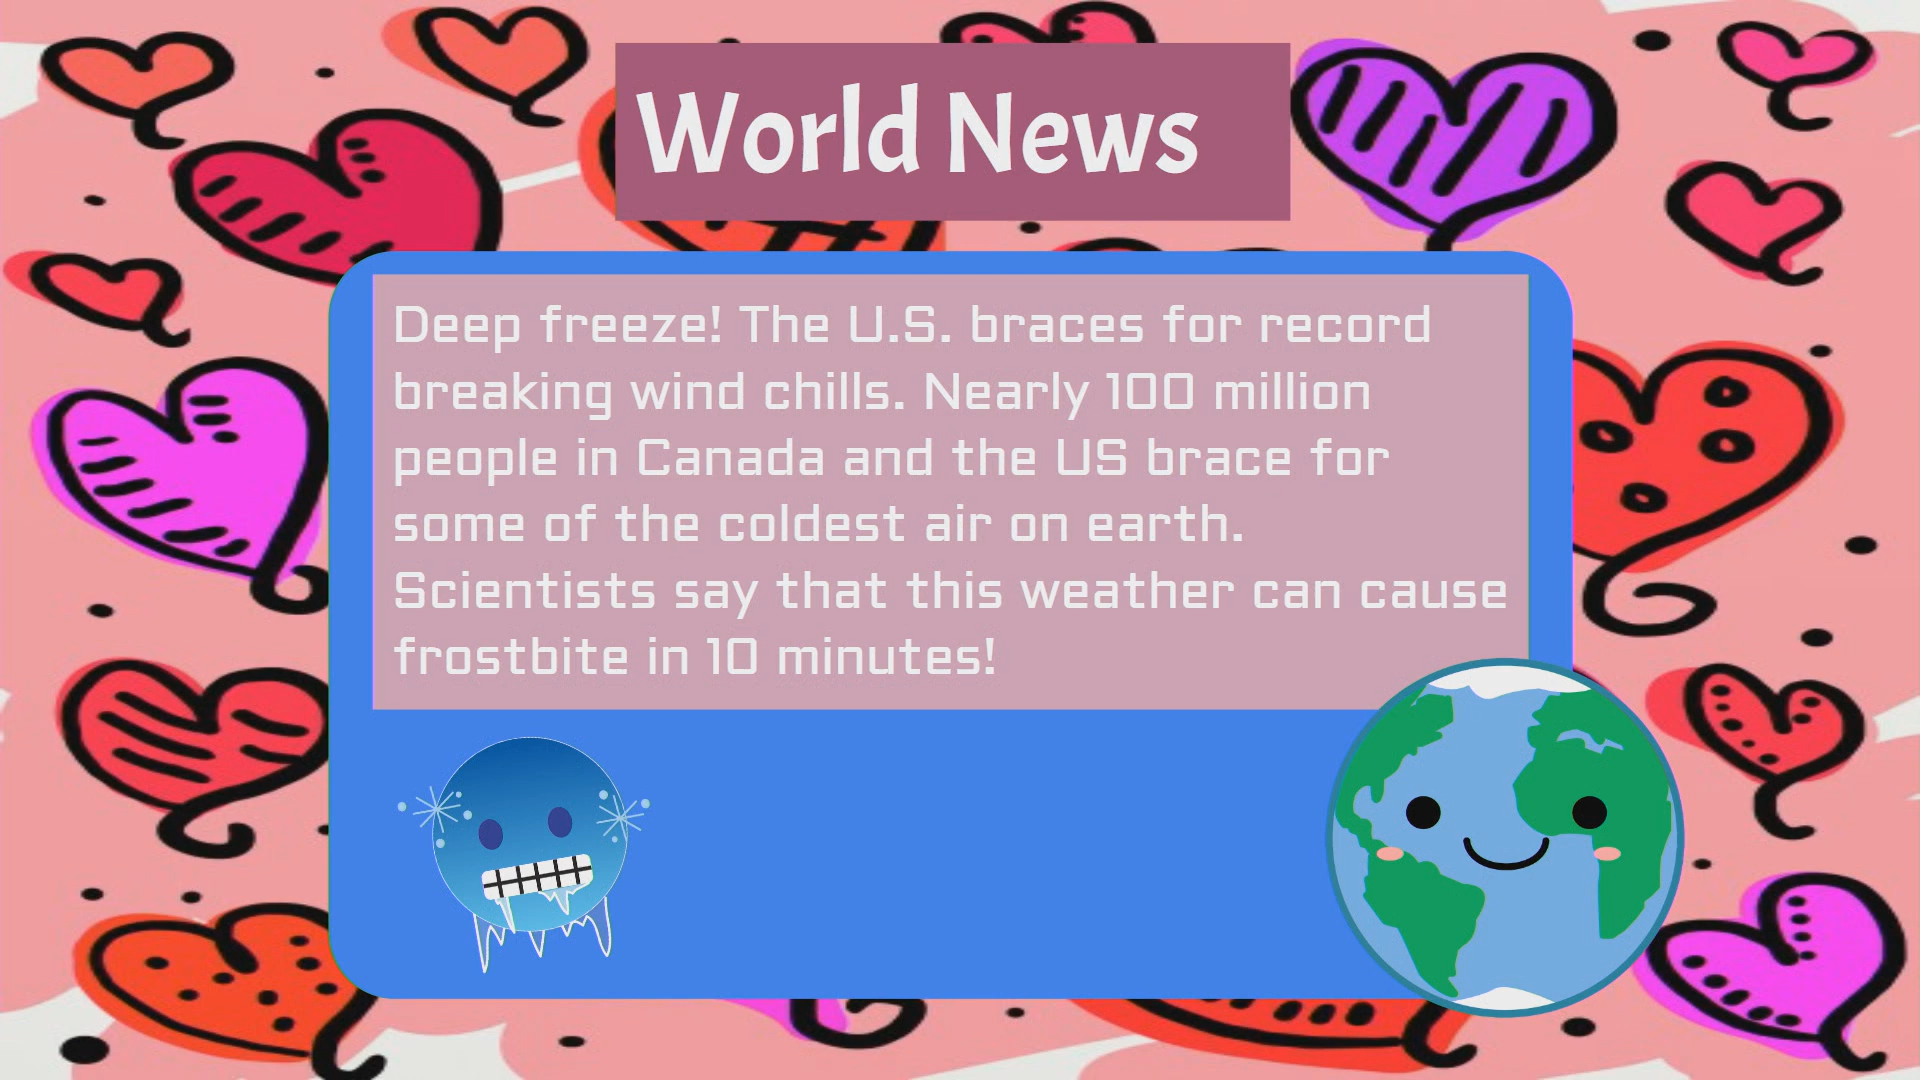 World News
Deep freeze! The U.S. braces for record
breaking wind chills. Nearly 100 million
people in Canada and the US brace for
some of the coldest air on earth.
Scientists say that this weather can cause
frostbite in 10 minutes!